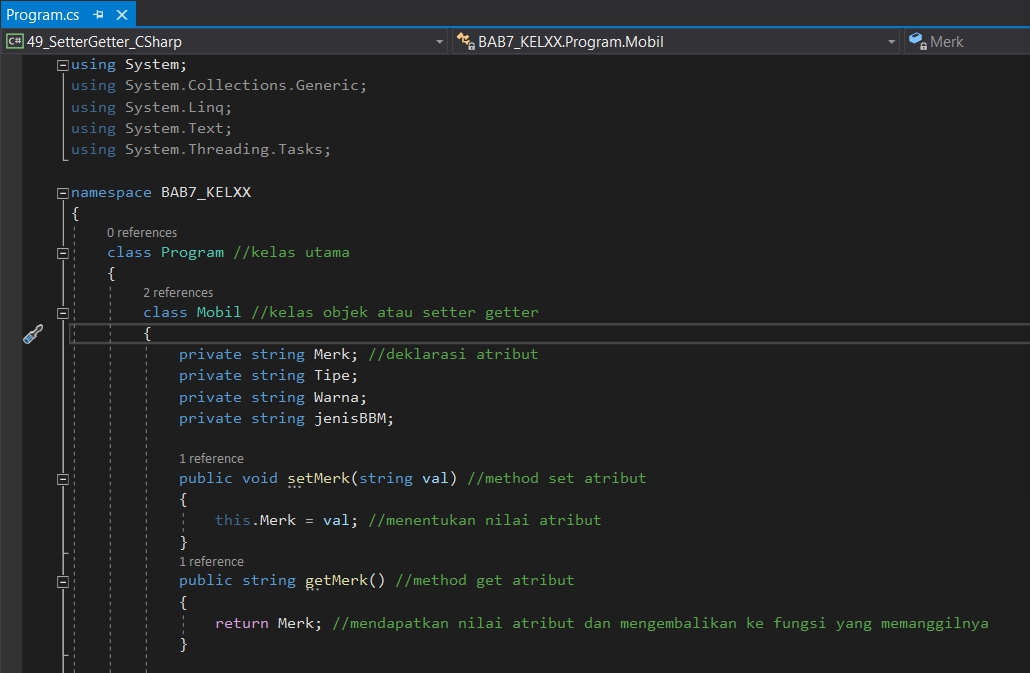 Program.cs
C# 49_SetterGetter_CSharp BAB7_KELXX.Program.Mobil Merk
using System;
using System.Collections.Generic;
using System.Linq;
using System.Text;
using System.Threading.Tasks;
namespace BAB7_KELXX
{
0 references
class Program //kelas utama
{
2 references
class Mobil //kelas objek atau setter getter
{
private string Merk; //deklarasi atribut
private string Tipe;
private string Warna;
private string jenisBBM;
1 reference
public void setMerk(string val) //method set atribut
{
this.Merk = val; //menentukan nilai atribut
}
1 reference
public string getMerk() //method get atribut
{
return Merk; //mendapatkan nilai atribut dan mengembalikan ke fungsi yang memanggilnya
}